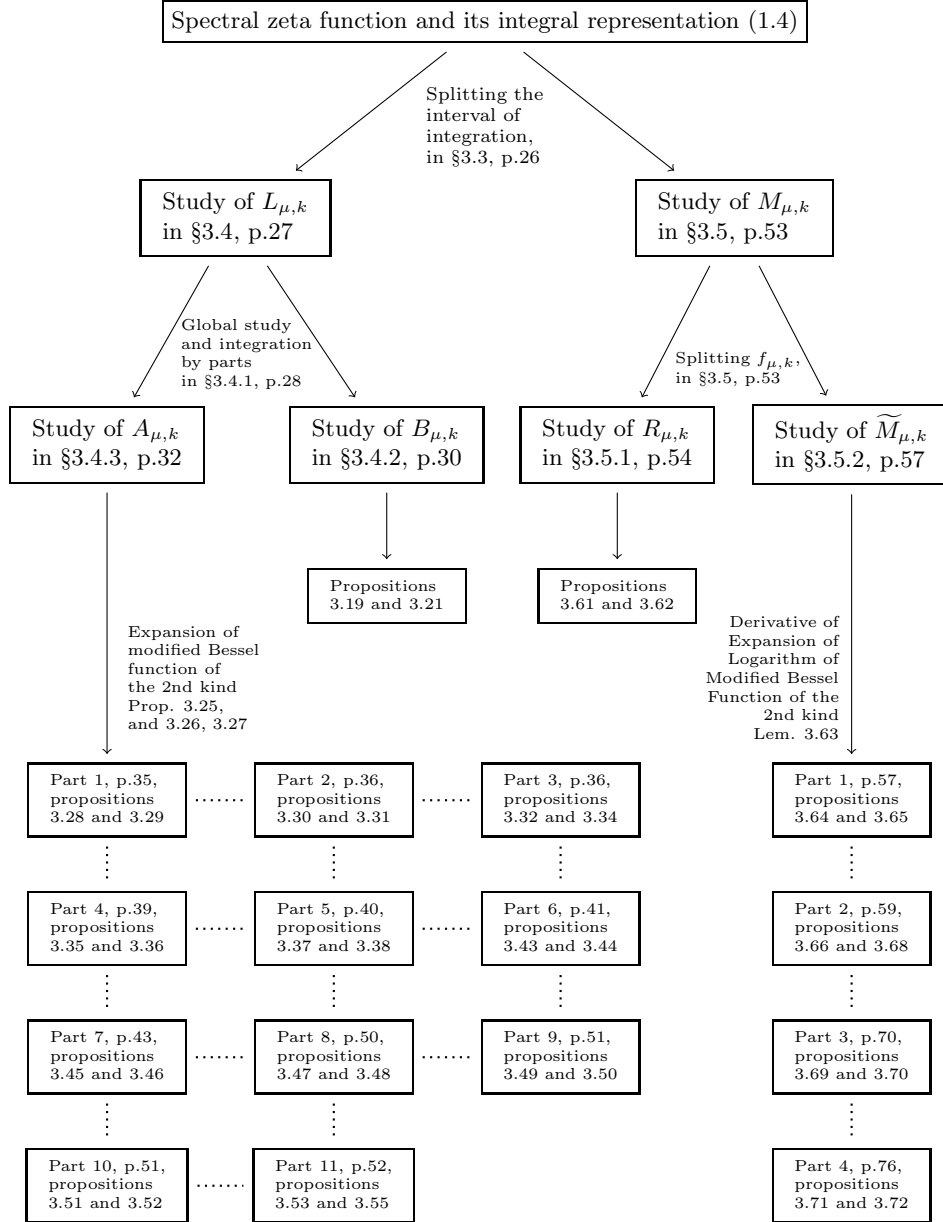 Spectral zeta function and its integral representation (1.4)
Splitting the
interval of
integration,
in §3.3, p.26
Study of L_{μ,k}
in §3.4, p.27
Study of M_{μ,k}
in §3.5, p.53
Global study
and integration
by parts
in §3.4.1, p.28
Splitting f_{μ,k},
in §3.5, p.53
Study of A_{μ,k}
in §3.4.3, p.32
Study of B_{μ,k}
in §3.4.2, p.30
Study of R_{μ,k}
in §3.5.1, p.54
Study of \widetilde{M}_{μ,k}
in §3.5.2, p.57
Propositions
3.19 and 3.21
Propositions
3.61 and 3.62
Expansion of
modified Bessel
function of
the 2nd kind
Prop. 3.25,
and 3.26, 3.27
Derivative of
Expansion of
Logarithm of
Modified Bessel
Function of the
2nd kind
Lem. 3.63
Part 1, p.35,
propositions
3.28 and 3.29
Part 2, p.36,
propositions
3.30 and 3.31
Part 3, p.36,
propositions
3.32 and 3.34
Part 1, p.57,
propositions
3.64 and 3.65
Part 4, p.39,
propositions
3.35 and 3.36
Part 5, p.40,
propositions
3.37 and 3.38
Part 6, p.41,
propositions
3.43 and 3.44
Part 2, p.59,
propositions
3.66 and 3.68
Part 7, p.43,
propositions
3.45 and 3.46
Part 8, p.50,
propositions
3.47 and 3.48
Part 9, p.51,
propositions
3.49 and 3.50
Part 3, p.70,
propositions
3.69 and 3.70
Part 10, p.51,
propositions
3.51 and 3.52
Part 11, p.52,
propositions
3.53 and 3.55
Part 4, p.76,
propositions
3.71 and 3.72